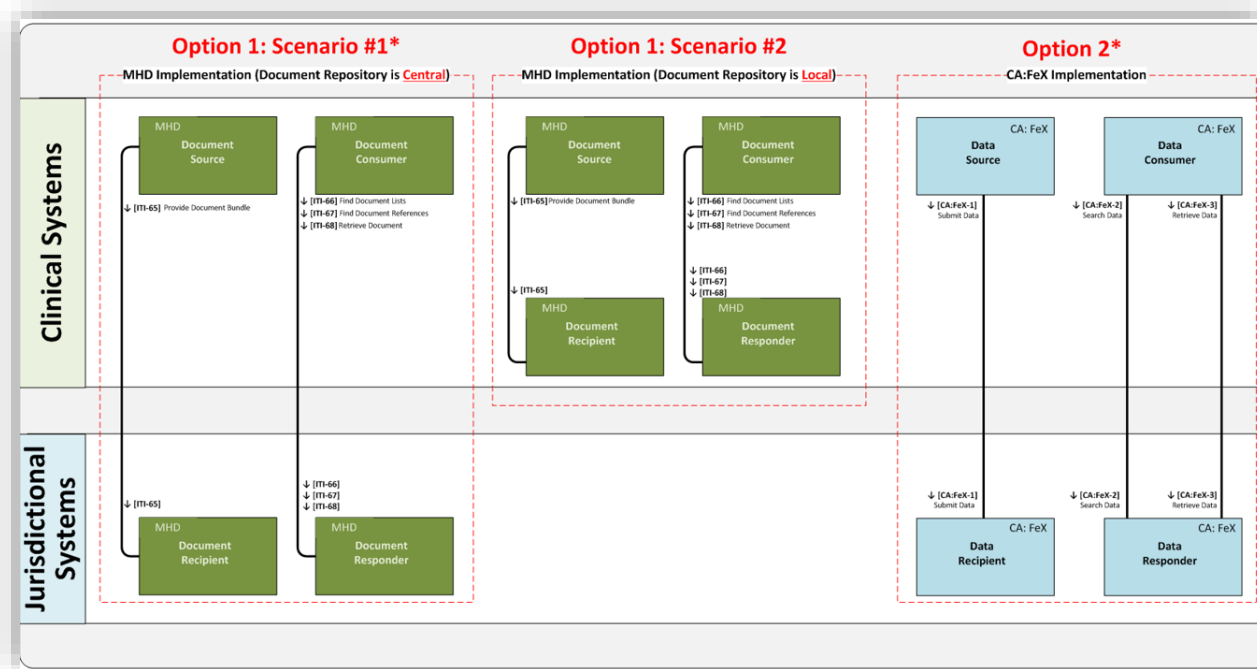 Option 1: Scenario #1*
MHD Implementation (Document Repository is Central)
Option 1: Scenario #2
MHD Implementation (Document Repository is Local)
Option 2*
CA:FeX Implementation
Clinical Systems
MHD
Document
Source
↓ [ITI-65] Provide Document Bundle
MHD
Document
Consumer
↓ [ITI-66] Find Document Lists
↓ [ITI-67] Find Document References
↓ [ITI-68] Retrieve Document
MHD
Document
Source
↓ [ITI-65]Provide Document Bundle
MHD
Document
Consumer
↓ [ITI-66] Find Document Lists
↓ [ITI-67] Find Document References
↓ [ITI-68] Retrieve Document
↓ [ITI-65]
MHD
Document
Recipient
↓ [ITI-66]
↓ [ITI-67]
↓ [ITI-68]
MHD
Document
Responder
CA: FeX
Data
Source
↓ [CA:FeX-1]
Submit Data
CA: FeX
Data
Consumer
↓ [CA:FeX-2]
Search Data
↓ [CA:FeX-3]
Retrieve Data
Jurisdictional
Systems
↓ [ITI-65]
MHD
Document
Recipient
↓ [ITI-66]
↓ [ITI-67]
↓ [ITI-68]
MHD
Document
Responder
↓ [CA:FeX-1]
Submit Data
CA: FeX
Data
Recipient
↓ [CA:FeX-2]
Search Data
↓ [CA:FeX-3]
Retrieve Data
CA: FeX
Data
Responder